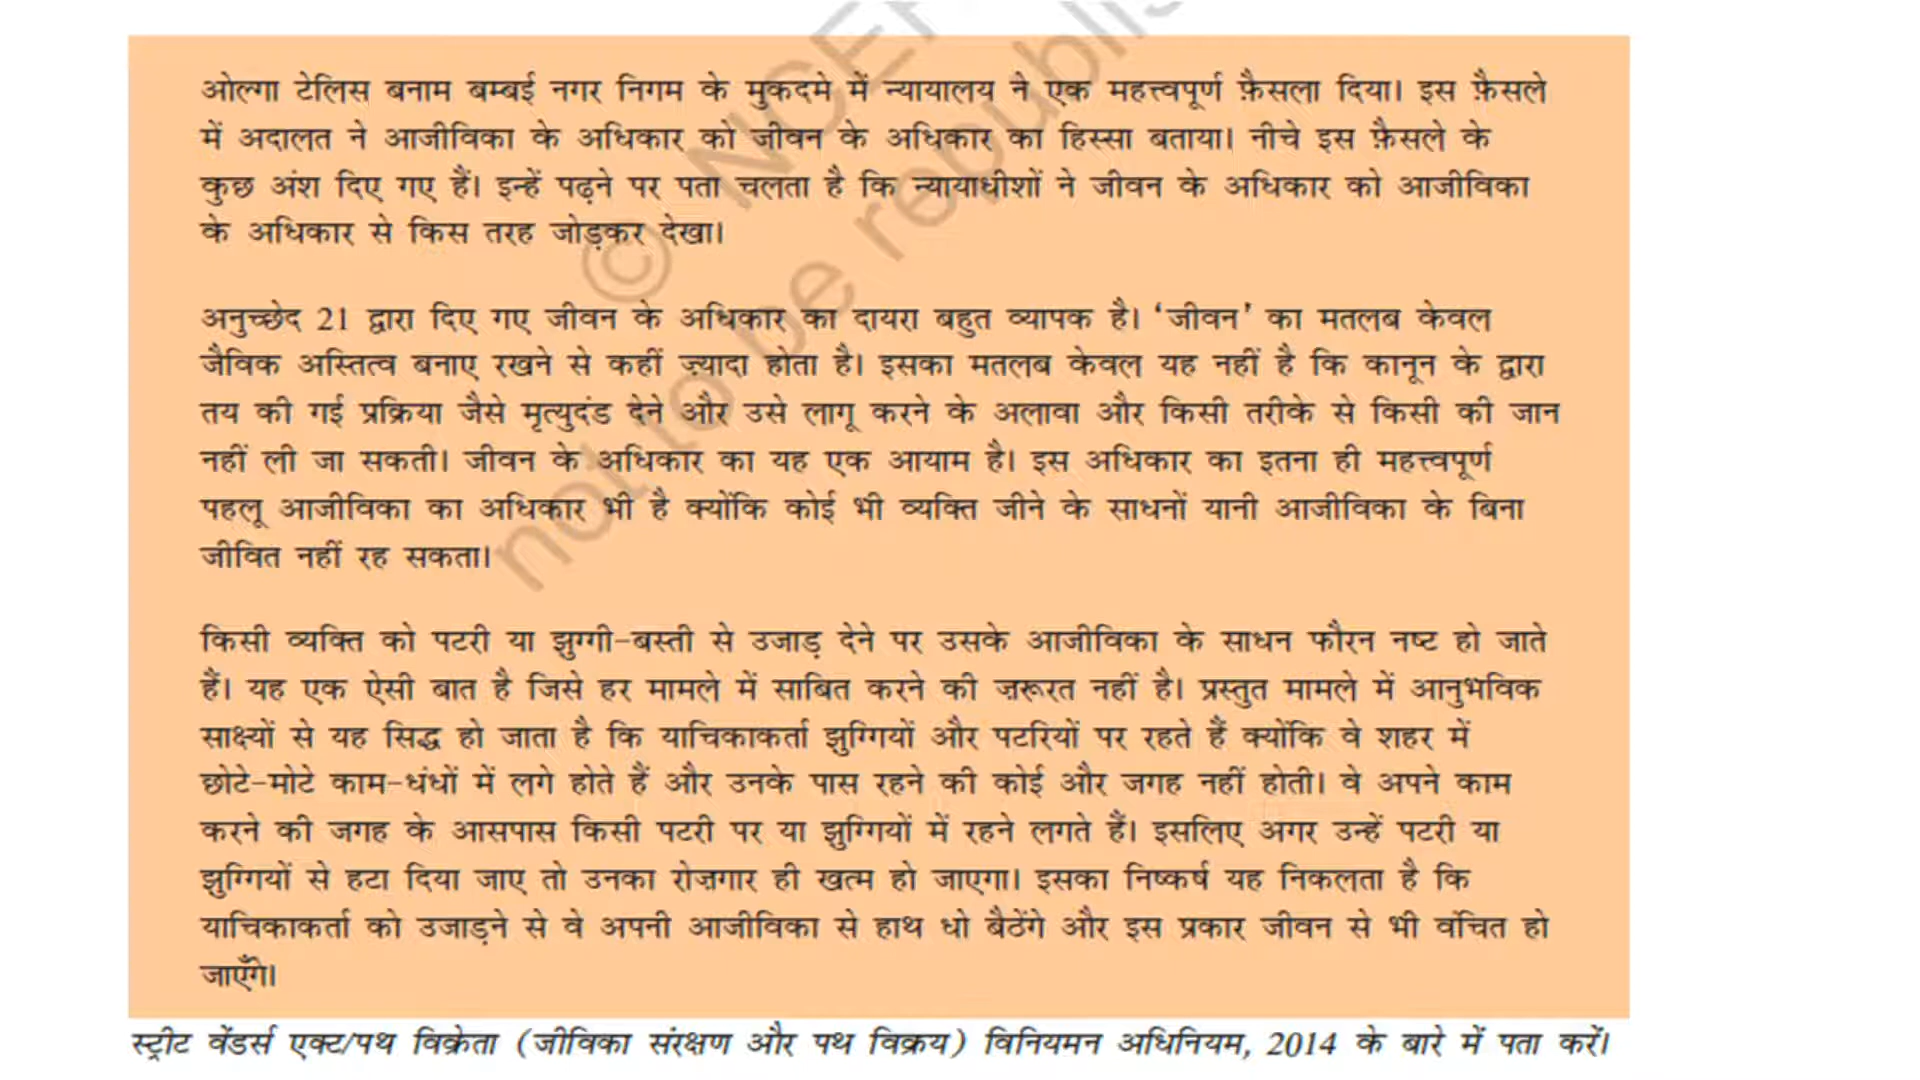 ओल्गा टेलिस बनाम बम्बई नगर निगम के मुकदमे में न्यायालय ने एक महत्त्वपूर्ण फ़ैसला दिया। इस फ़ैसले
में अदालत ने आजीविका के अधिकार को जीवन के अधिकार का हिस्सा बताया। नीचे इस फ़ैसले के
कुछ अंश दिए गए हैं। इन्हें पढ़ने पर पता चलता है कि न्यायाधीशों ने जीवन के अधिकार को आजीविका
के अधिकार से किस तरह जोड़कर देखा।
अनुच्छेद 21 द्वारा दिए गए जीवन के अधिकार का दायरा बहुत व्यापक है। ‘जीवन’ का मतलब केवल
जैविक अस्तित्व बनाए रखने से कहीं ज़्यादा होता है। इसका मतलब केवल यह नहीं है कि कानून के द्वारा
तय की गई प्रक्रिया जैसे मृत्युदंड देने और उसे लागू करने के अलावा और किसी तरीके से किसी की जान
नहीं ली जा सकती। जीवन के अधिकार का यह एक आयाम है। इस अधिकार का इतना ही महत्त्वपूर्ण
पहलू आजीविका का अधिकार भी है क्योंकि कोई भी व्यक्ति जीने के साधनों यानी आजीविका के बिना
जीवित नहीं रह सकता।
किसी व्यक्ति को पटरी या झुग्गी-बस्ती से उजाड़ देने पर उसके आजीविका के साधन फौरन नष्ट हो जाते
हैं। यह एक ऐसी बात है जिसे हर मामले में साबित करने की ज़रूरत नहीं है। प्रस्तुत मामले में आनुभविक
साक्ष्यों से यह सिद्ध हो जाता है कि याचिकाकर्ता झुग्गियों और पटरियों पर रहते हैं क्योंकि वे शहर में
छोटे-मोटे काम-धंधों में लगे होते हैं और उनके पास रहने की कोई और जगह नहीं होती। वे अपने काम
करने की जगह के आसपास किसी पटरी पर या झुग्गियों में रहने लगते हैं। इसलिए अगर उन्हें पटरी या
झुग्गियों से हटा दिया जाए तो उनका रोज़गार ही खत्म हो जाएगा। इसका निष्कर्ष यह निकलता है कि
याचिकाकर्ता को उजाड़ने से वे अपनी आजीविका से हाथ धो बैठेंगे और इस प्रकार जीवन से भी वंचित हो
जाएँगे।
स्ट्रीट वेंडर्स एक्ट/पथ विक्रेता (जीविका संरक्षण और पथ विक्रय) विनियमन अधिनियम, 2014 के बारे में पता करें।
© NCE
not to be republis